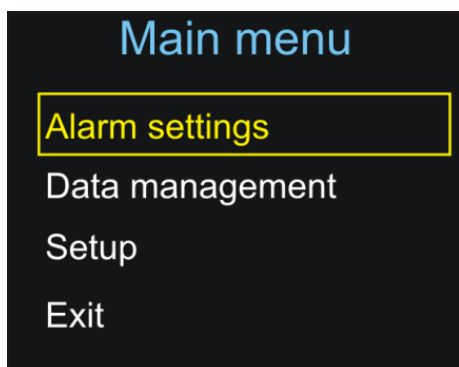 Main menu
Alarm settings
Data management
Setup
Exit